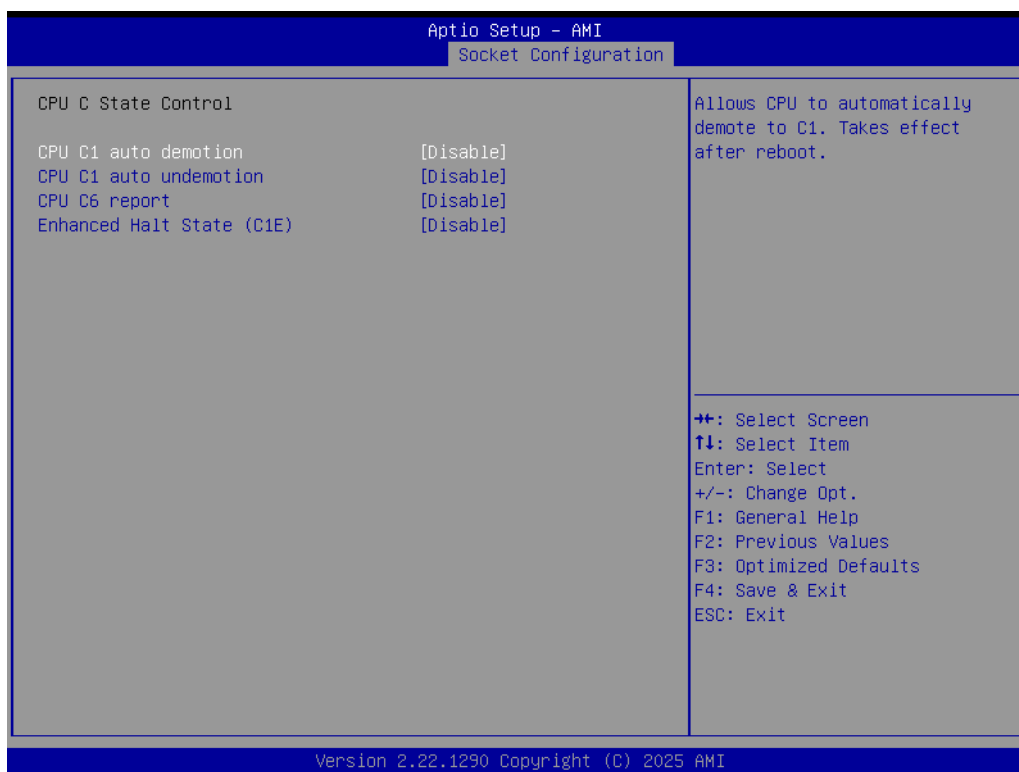 Aptio Setup – AMI
Socket Configuration
CPU C State Control
CPU C1 auto demotion [Disable]
CPU C1 auto undemotion [Disable]
CPU C6 report [Disable]
Enhanced Halt State (C1E) [Disable]
Allows CPU to automatically
demote to C1. Takes effect
after reboot.
→←: Select Screen
↑↓: Select Item
Enter: Select
+/-: Change Opt.
F1: General Help
F2: Previous Values
F3: Optimized Defaults
F4: Save & Exit
ESC: Exit
Version 2.22.1290 Copyright (C) 2025 AMI